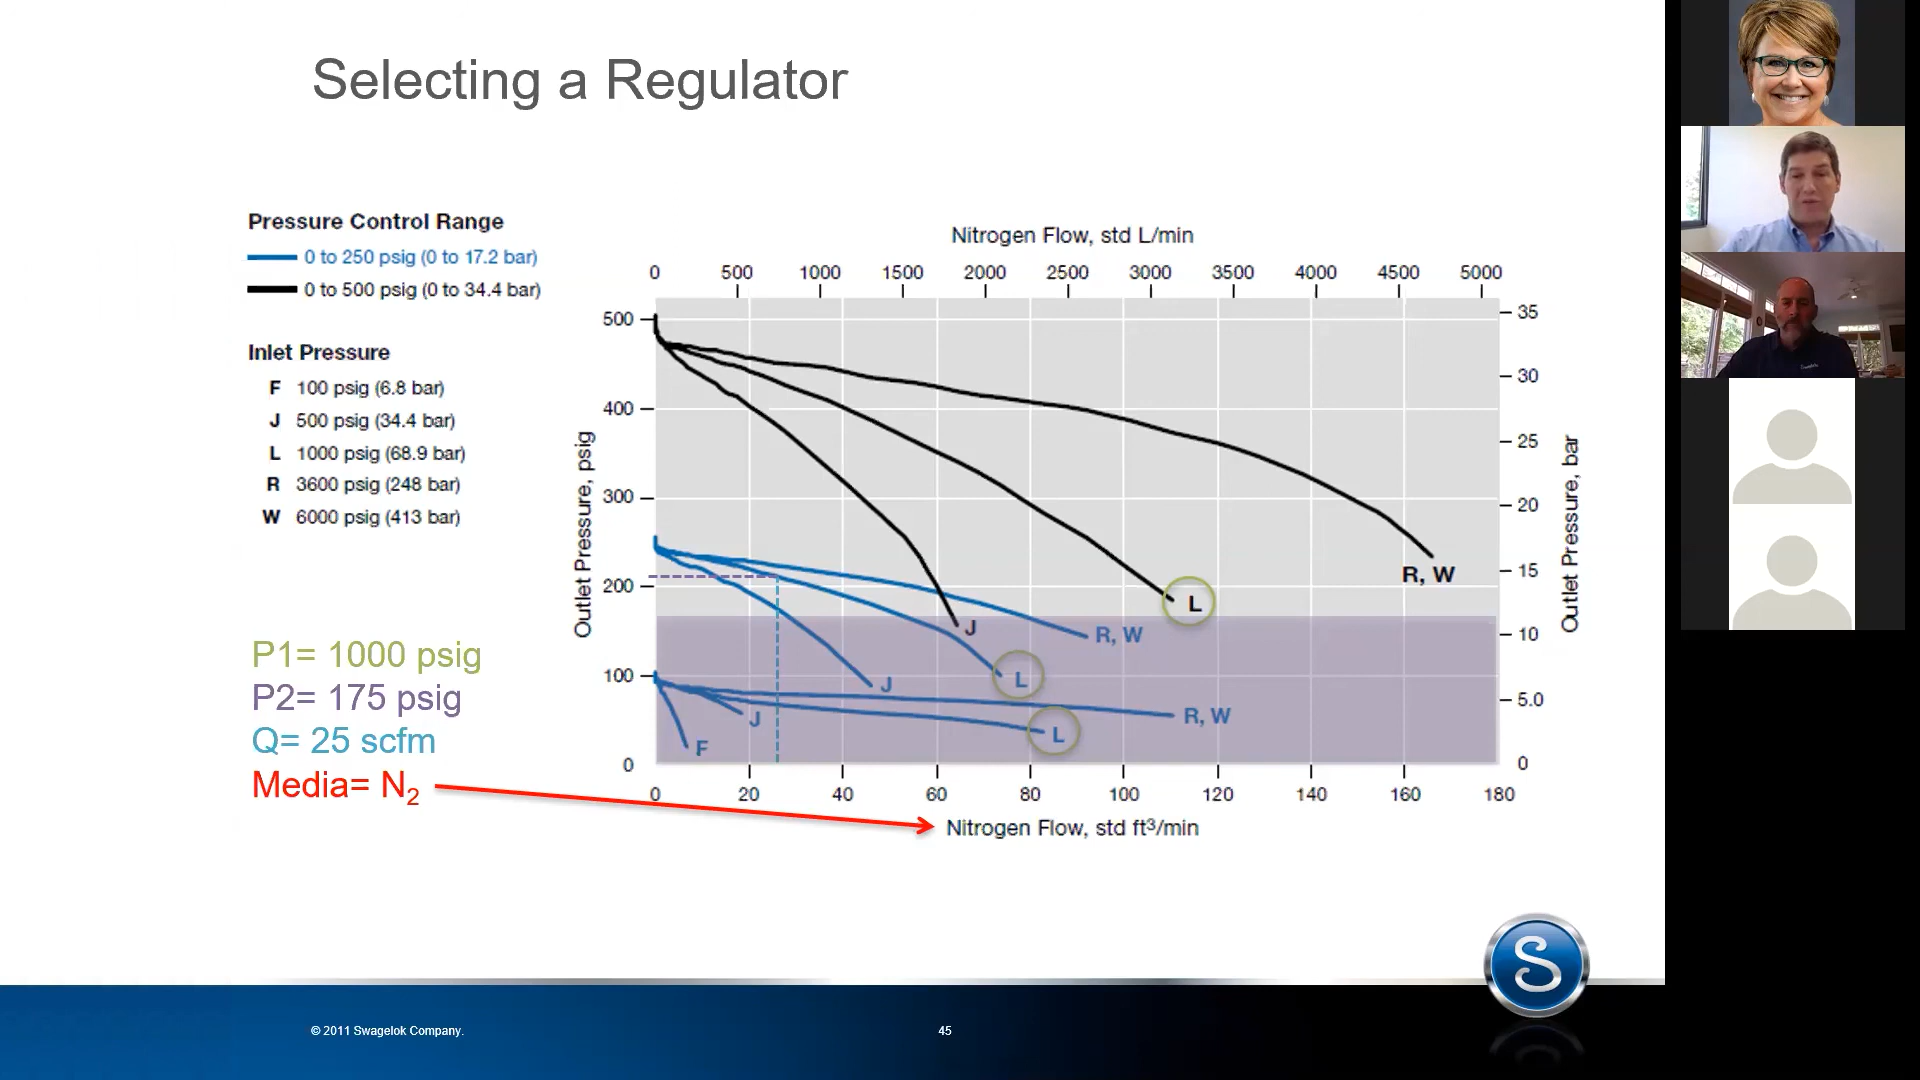 Selecting a Regulator
Pressure Control Range
0 to 250 psig (0 to 17.2 bar)
0 to 500 psig (0 to 34.4 bar)
Inlet Pressure
F 100 psig (6.8 bar)
J 500 psig (34.4 bar)
L 1000 psig (68.9 bar)
R 3600 psig (248 bar)
W 6000 psig (413 bar)
P1= 1000 psig
P2= 175 psig
Q= 25 scfm
Media= N2
Nitrogen Flow, std L/min
0 500 1000 1500 2000 2500 3000 3500 4000 4500 5000
Outlet Pressure, psig
500
400
300
200
100
0
35
30
25
20
15
10
5.0
0
Outlet Pressure, bar
R, W
L
J
R, W
L
J
R, W
J
L
F
0 20 40 60 80 100 120 140 160 180
Nitrogen Flow, std ft³/min
S
© 2011 Swagelok Company.
45